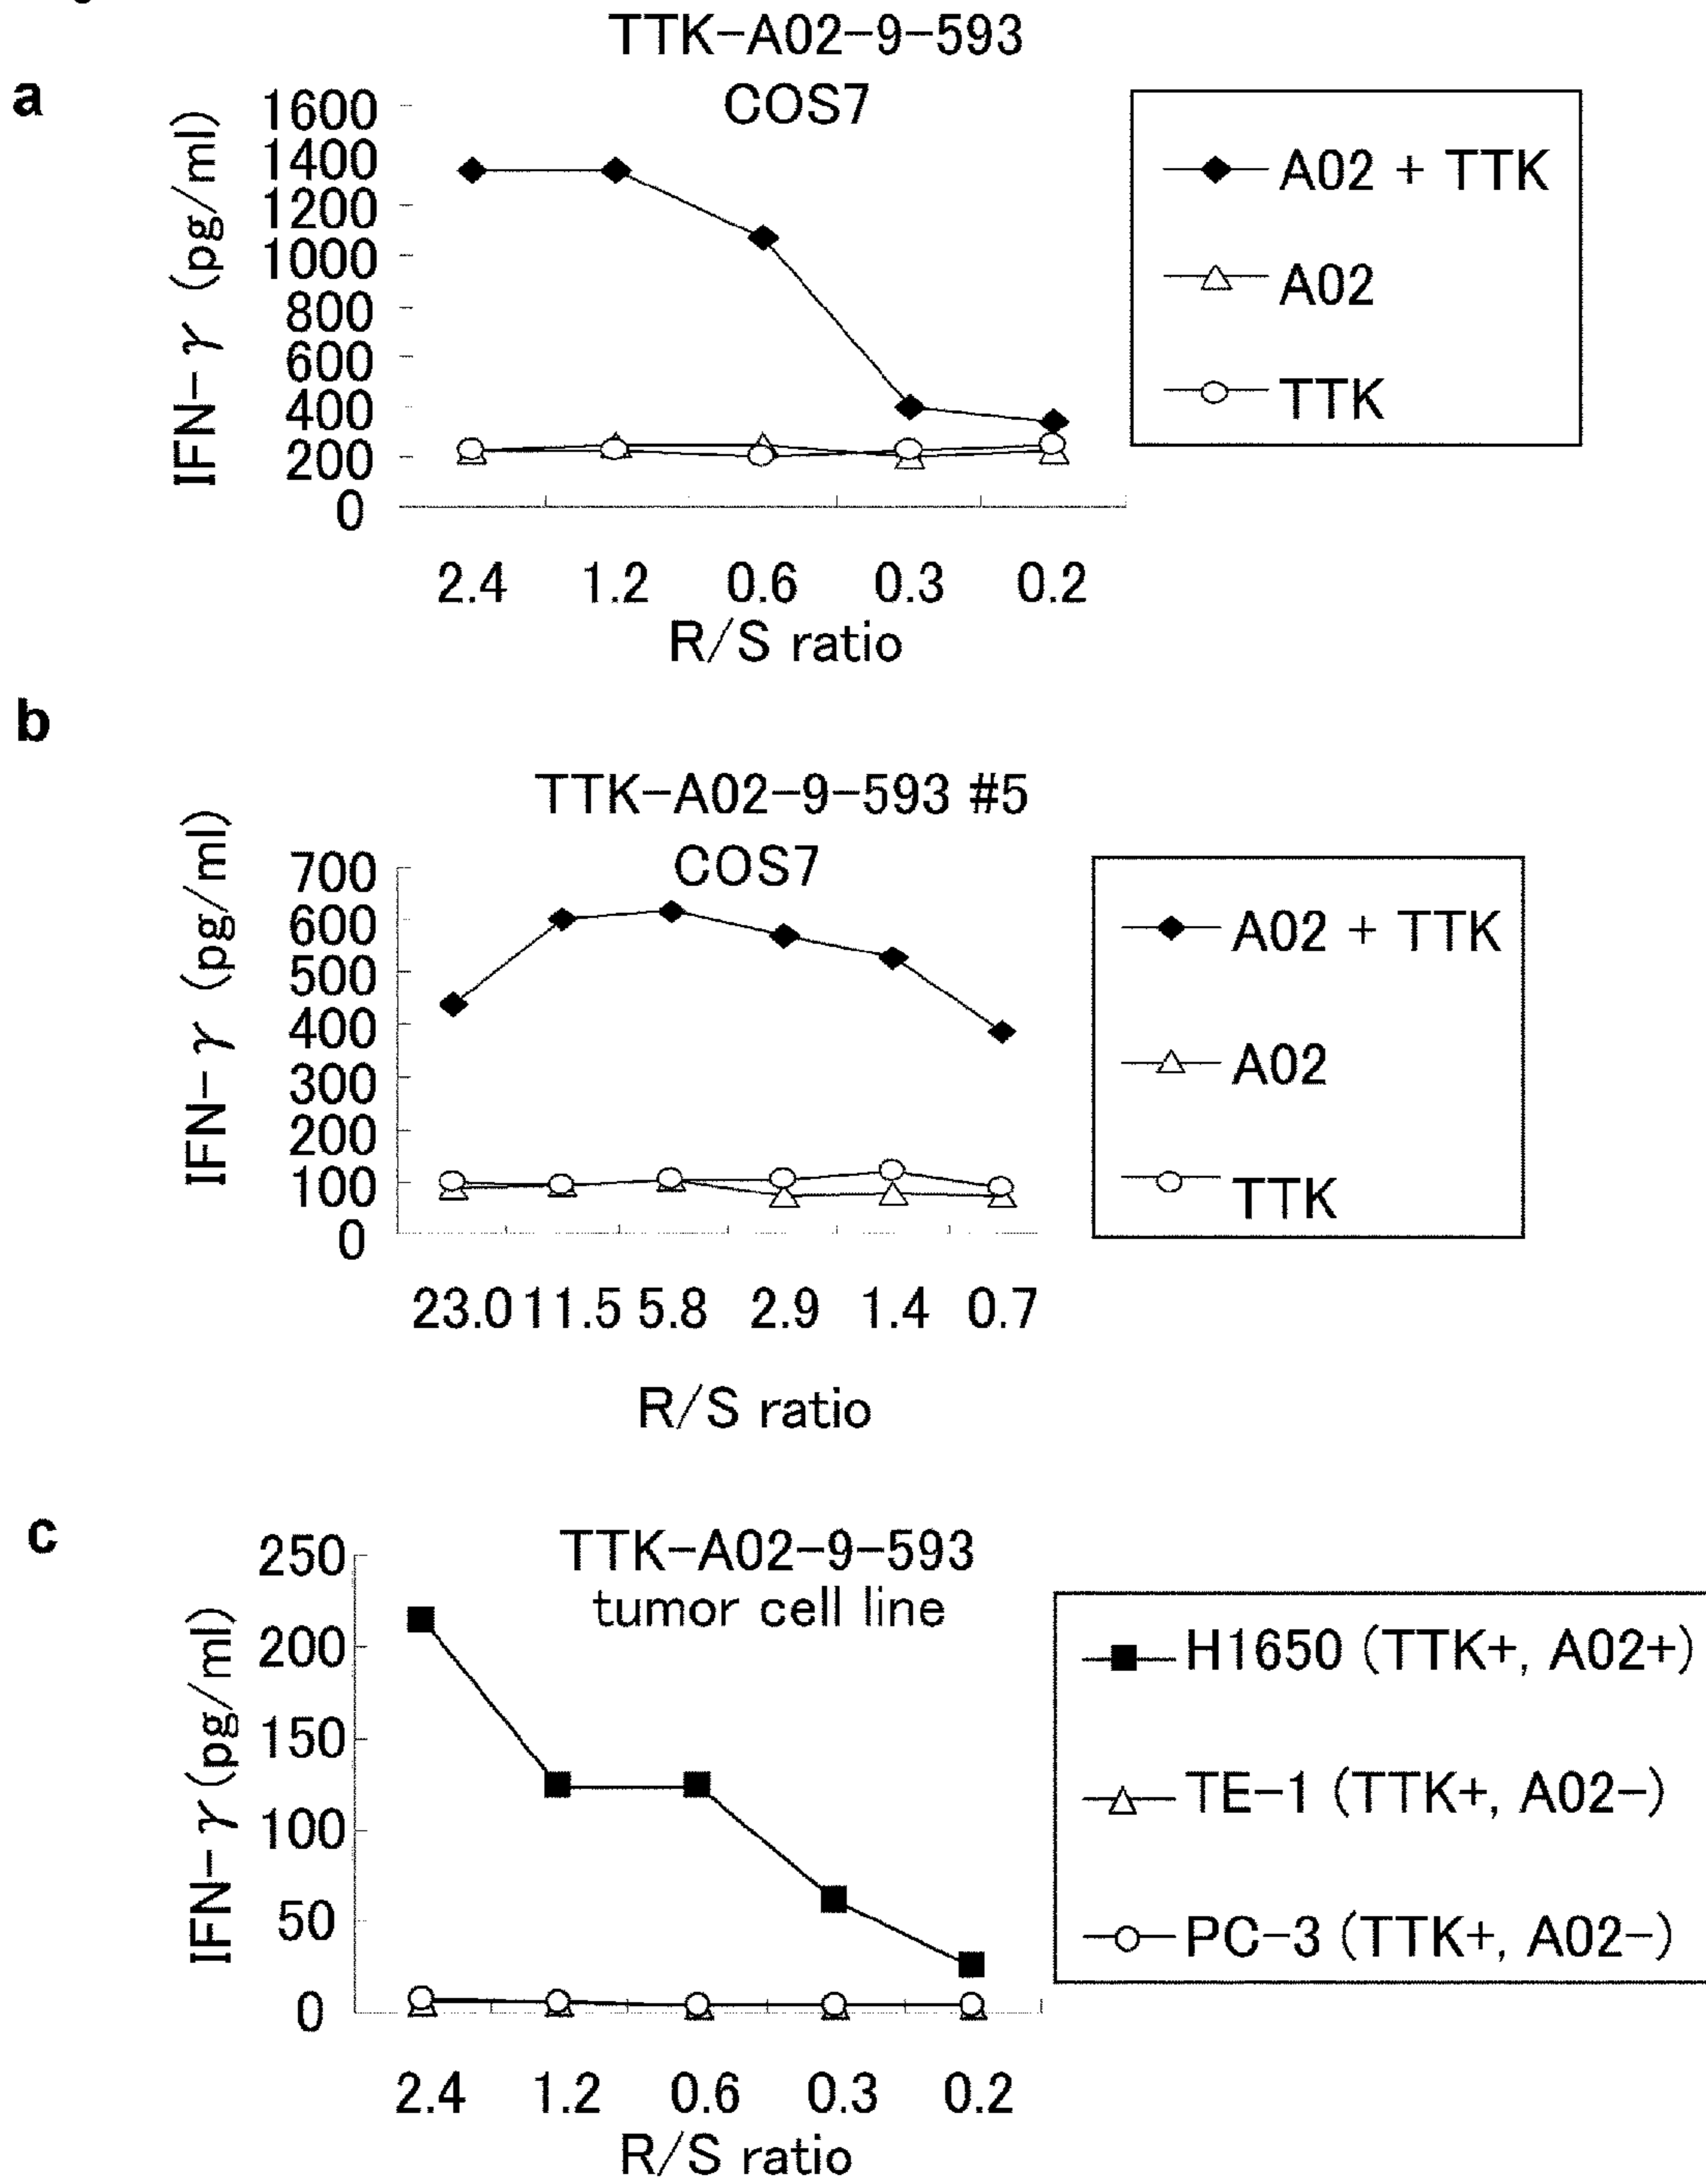 TTK-A02-9-593
a
COS7
IFN-γ (pg/ml)
1600
1400
1200
1000
800
600
400
200
0
2.4 1.2 0.6 0.3 0.2
R/S ratio
A02 + TTK
A02
TTK
b
TTK-A02-9-593 #5
COS7
IFN-γ (pg/ml)
700
600
500
400
300
200
100
0
23.0 11.5 5.8 2.9 1.4 0.7
R/S ratio
A02 + TTK
A02
TTK
c
TTK-A02-9-593
tumor cell line
IFN-γ (pg/ml)
250
200
150
100
50
0
2.4 1.2 0.6 0.3 0.2
R/S ratio
H1650 (TTK+, A02+)
TE-1 (TTK+, A02-)
PC-3 (TTK+, A02-)